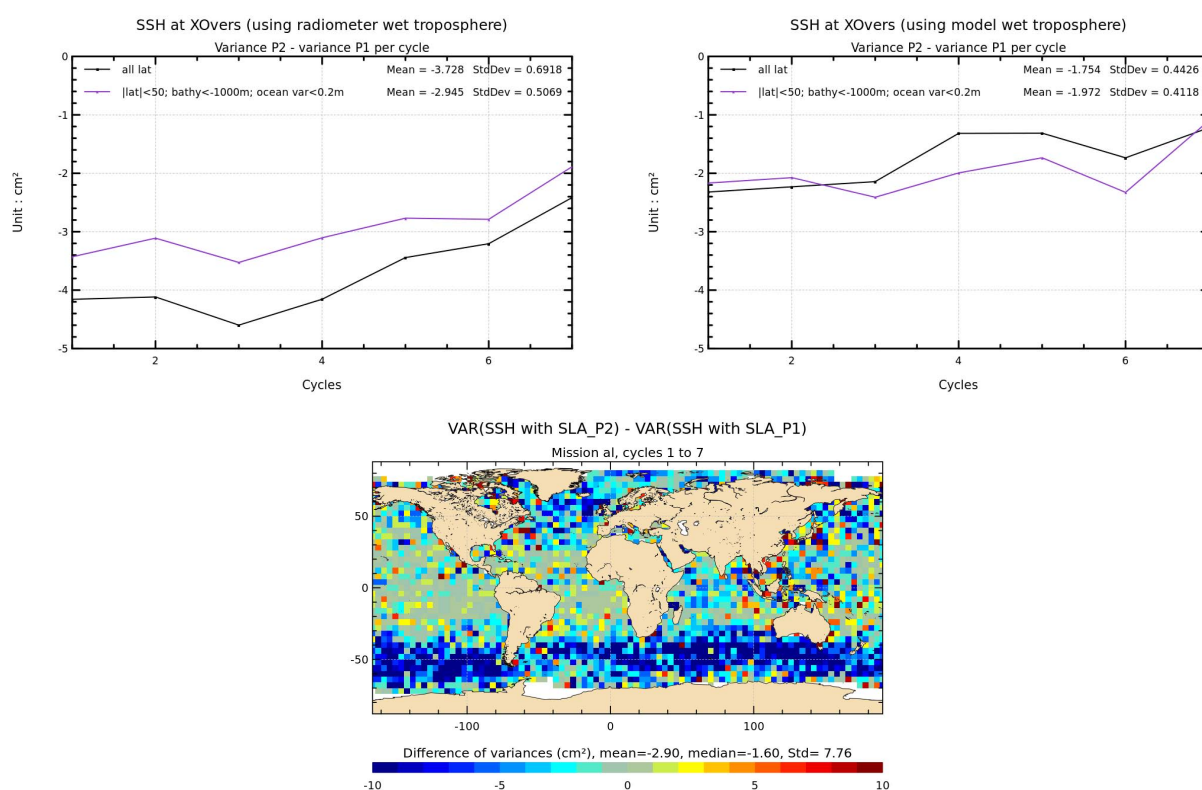 SSH at XOvers (using radiometer wet troposphere)
Variance P2 - variance P1 per cycle
all lat Mean = -3.728 StdDev = 0.6918
|lat|<50; bathy<-1000m; ocean var<0.2m Mean = -2.945 StdDev = 0.5069
0
-1
-2
-3
-4
-5
Unit : cm²
2 4 6
Cycles
SSH at XOvers (using model wet troposphere)
Variance P2 - variance P1 per cycle
all lat Mean = -1.754 StdDev = 0.4426
|lat|<50; bathy<-1000m; ocean var<0.2m Mean = -1.972 StdDev = 0.4118
0
-1
-2
-3
-4
-5
Unit : cm²
2 4 6
Cycles
VAR(SSH with SLA_P2) - VAR(SSH with SLA_P1)
Mission al, cycles 1 to 7
50
0
-50
-100 0 100
Difference of variances (cm²), mean=-2.90, median=-1.60, Std= 7.76
-10 -5 0 5 10